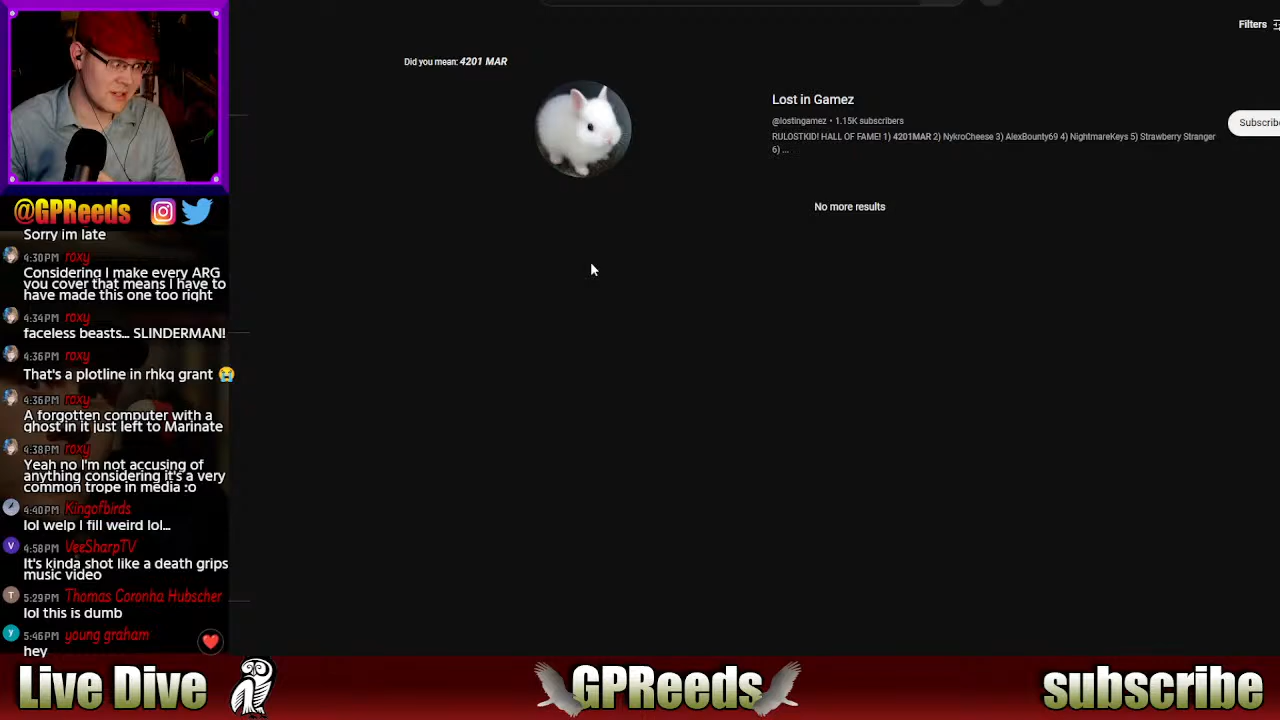 Filters
Did you mean: 4201 MAR
Lost in Gamez
@lostingamez • 1.15K subscribers
RULOSTKID! HALL OF FAME! 1) 4201MAR 2) NykroCheese 3) AlexBounty69 4) NightmareKeys 5) Strawberry Stranger
6) ...
Subscribe
No more results
@GPReeds
Sorry im late
4:30PM roxy
Considering I make every ARG
you cover that means I have to
have made this one too right
4:34PM roxy
faceless beasts... SLINDERMAN!
4:36PM roxy
That's a plotline in rhkq grant 😭
4:36PM roxy
A forgotten computer with a
ghost in it just left to Marinate
4:38PM roxy
Yeah no I'm not accusing of
anything considering it's a very
common trope in media :o
4:40PM Kingofbirds
lol welp I fill weird lol...
V
4:58PM VeeSharpTV
It's kinda shot like a death grips
music video
T
5:29PM Thomas Coronha Hubscher
lol this is dumb
y
5:46PM young graham
hey
Live Dive
GPReeds
subscribe